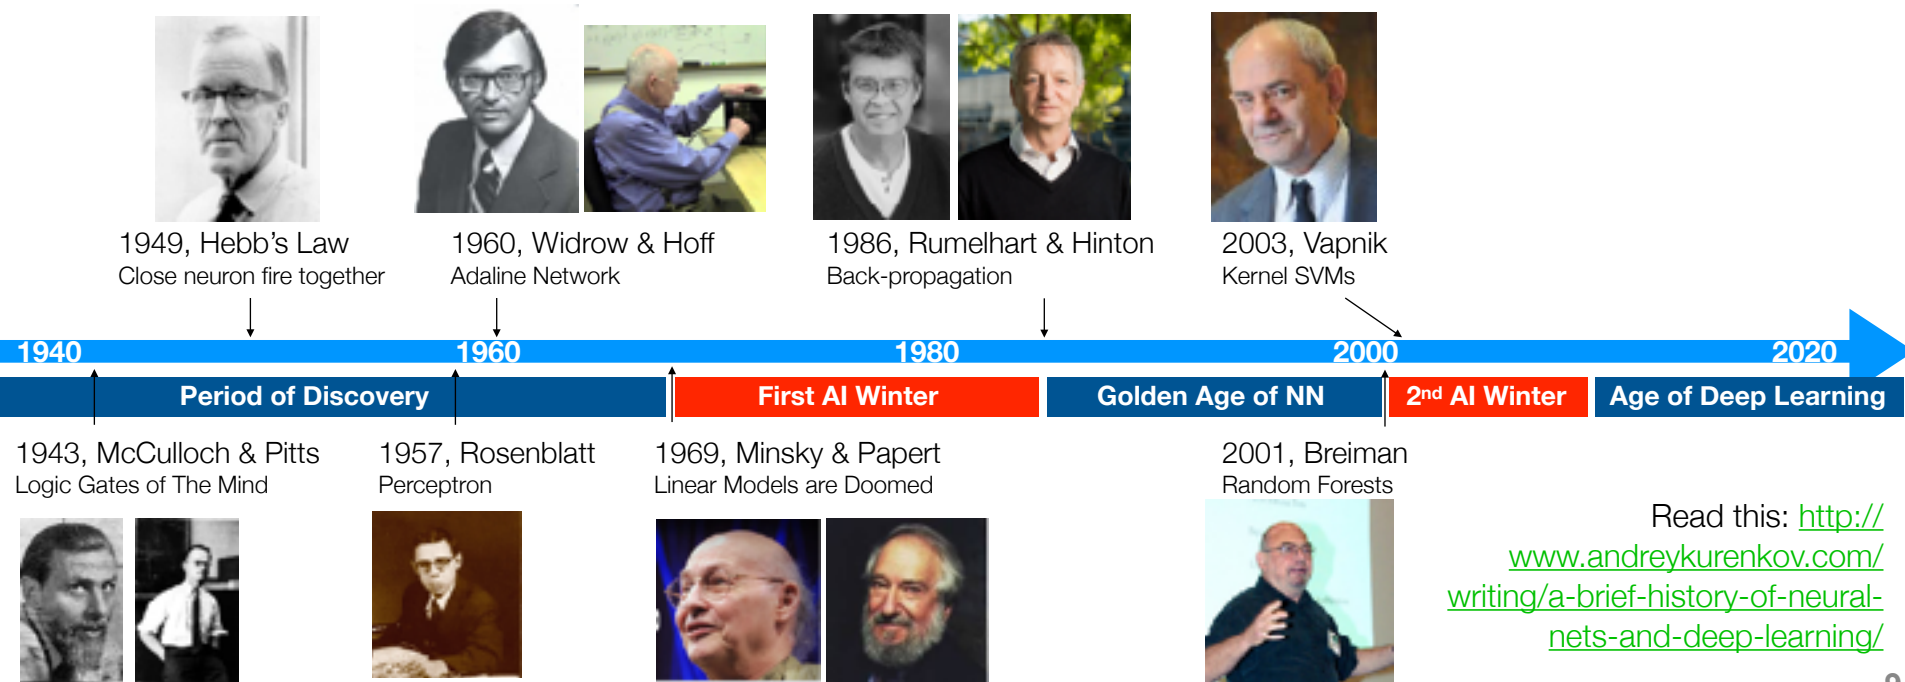 1949, Hebb's Law
Close neuron fire together
1960, Widrow & Hoff
Adaline Network
1986, Rumelhart & Hinton
Back-propagation
2003, Vapnik
Kernel SVMs
1940 1960 1980 2000 2020
Period of Discovery First AI Winter Golden Age of NN 2nd AI Winter Age of Deep Learning
1943, McCulloch & Pitts
Logic Gates of The Mind
1957, Rosenblatt
Perceptron
1969, Minsky & Papert
Linear Models are Doomed
2001, Breiman
Random Forests
Read this: http://
www.andreykurenkov.com/
writing/a-brief-history-of-neural-
nets-and-deep-learning/